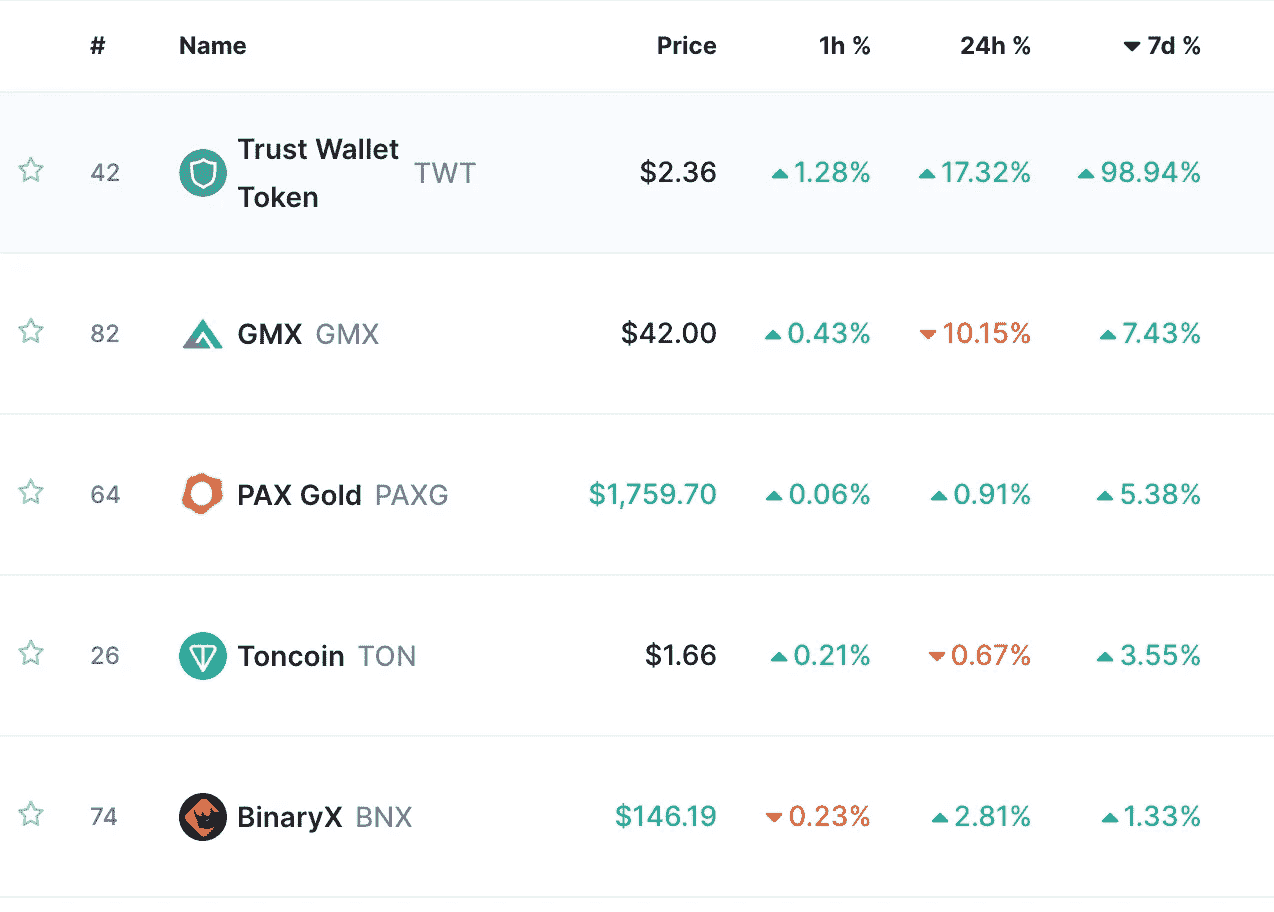 # Name Price 1h % 24h % ▼ 7d %
42 Trust Wallet Token TWT $2.36 ▲ 1.28% ▲ 17.32% ▲ 98.94%
82 GMX GMX $42.00 ▲ 0.43% ▼ 10.15% ▲ 7.43%
64 PAX Gold PAXG $1,759.70 ▲ 0.06% ▲ 0.91% ▲ 5.38%
26 Toncoin TON $1.66 ▲ 0.21% ▼ 0.67% ▲ 3.55%
74 BinaryX BNX $146.19 ▼ 0.23% ▲ 2.81% ▲ 1.33%